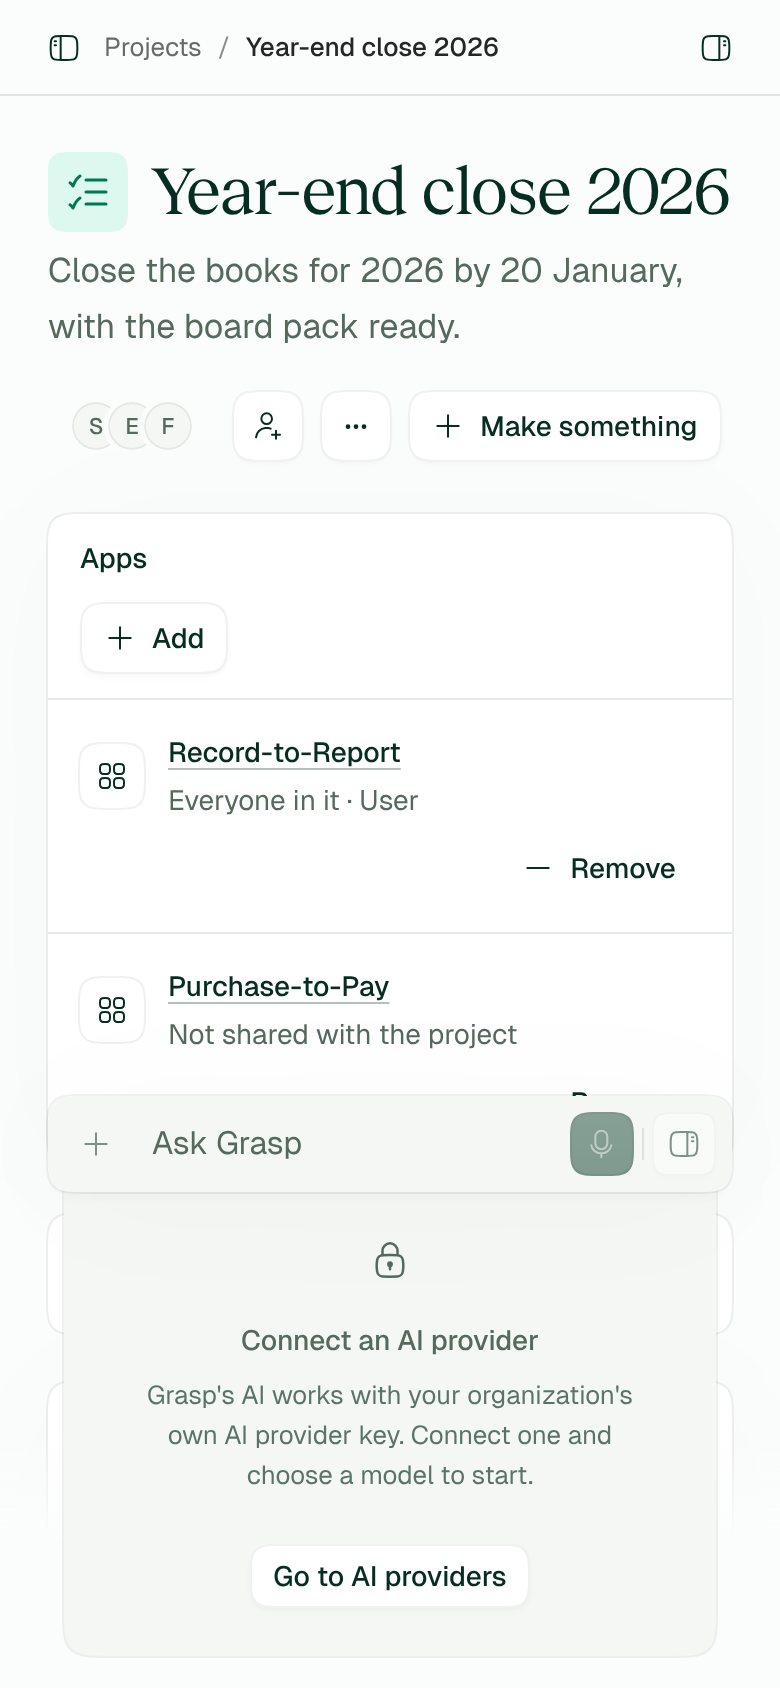 Projects / Year-end close 2026
Year-end close 2026
Close the books for 2026 by 20 January,
with the board pack ready.
S E F
Make something
Apps
Add
Record-to-Report
Everyone in it · User
Remove
Purchase-to-Pay
Not shared with the project
Ask Grasp
Connect an AI provider
Grasp's AI works with your organization's
own AI provider key. Connect one and
choose a model to start.
Go to AI providers